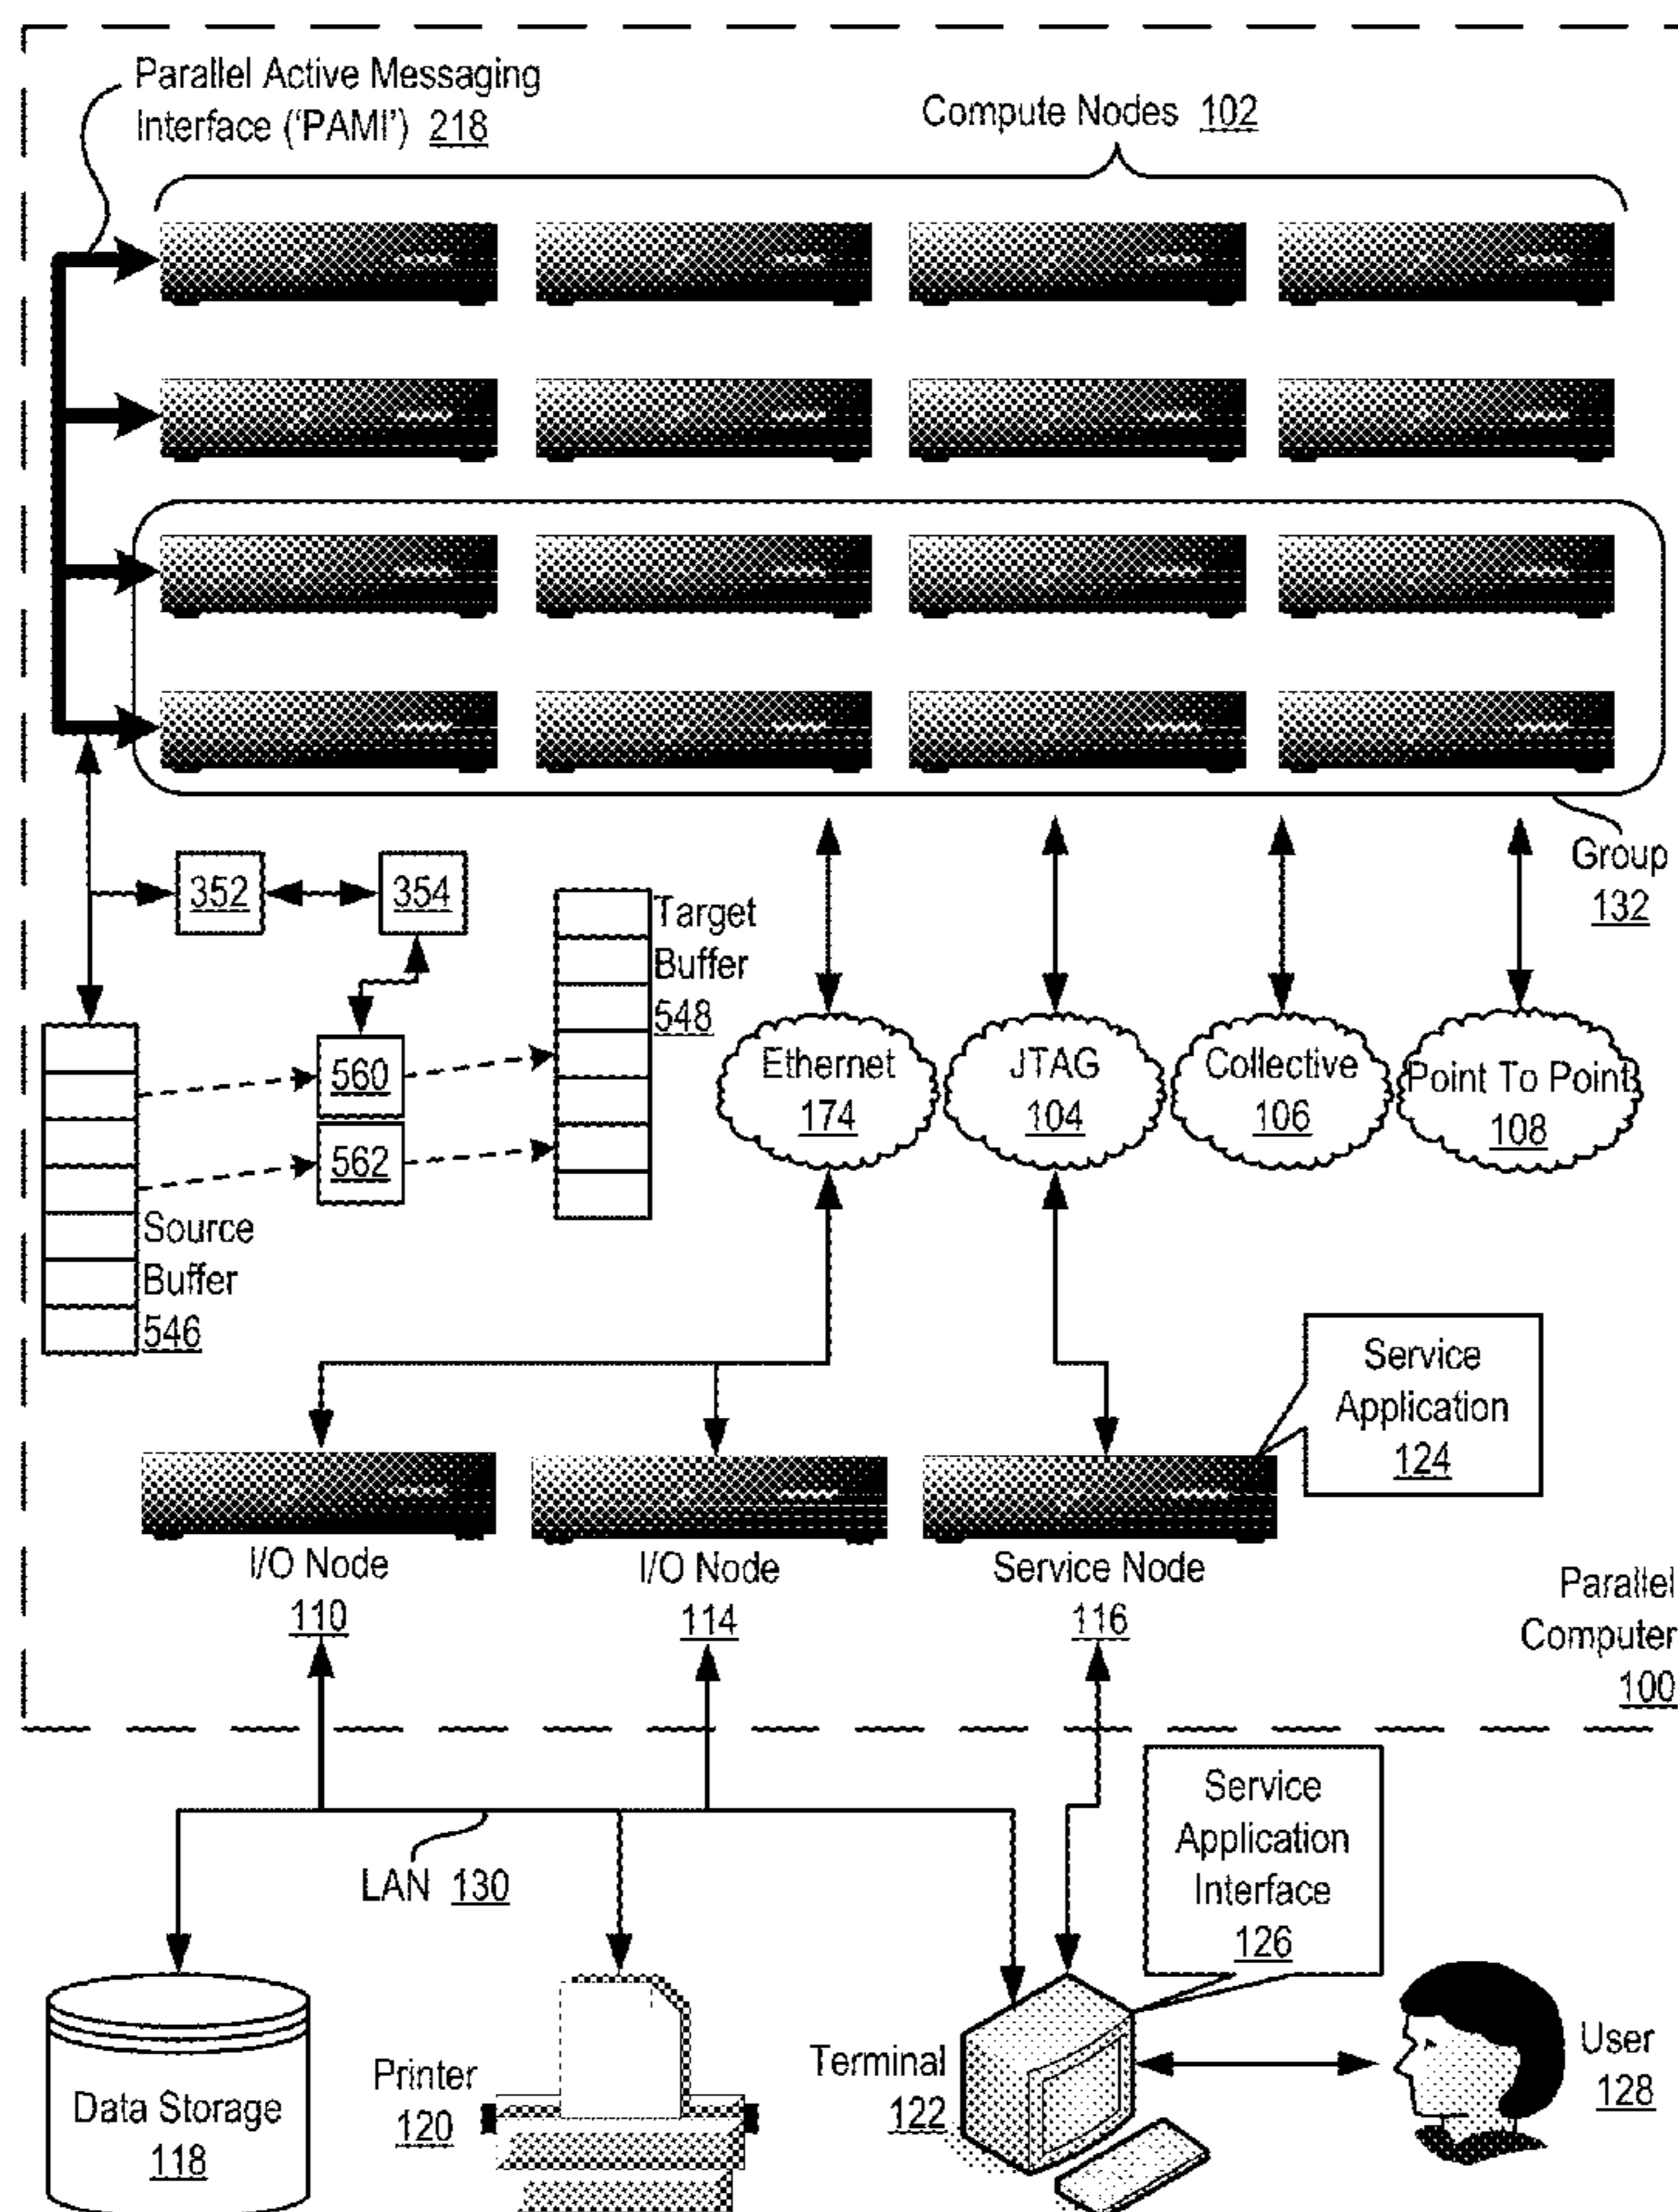 Parallel Active Messaging
Interface ('PAMI') 218
Compute Nodes 102
Group
132
352
354
Target
Buffer
548
560
562
Source
Buffer
546
Ethernet
174
JTAG
104
Collective
106
Point To Point
108
Service
Application
124
I/O Node
110
I/O Node
114
Service Node
116
Parallel
Computer
100
LAN 130
Service
Application
Interface
126
Data Storage
118
Printer
120
Terminal
122
User
128